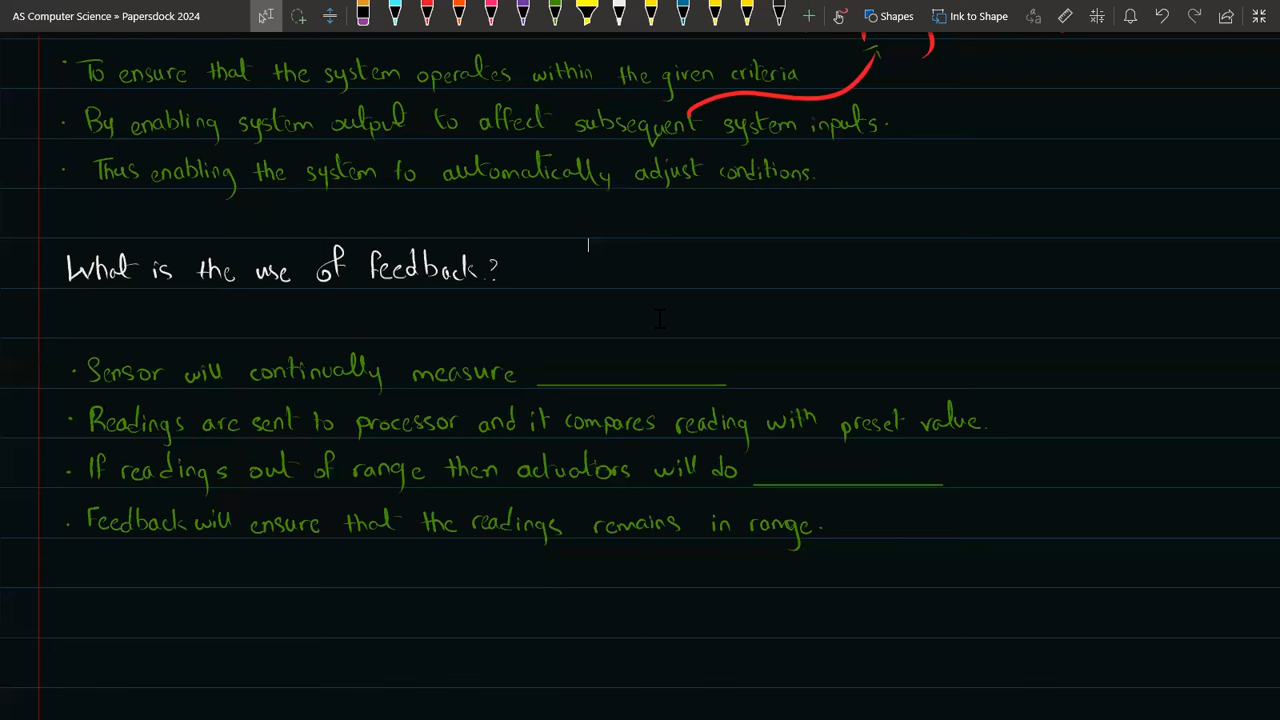 AS Computer Science » Papersdock 2024
Shapes
Ink to Shape
· To ensure that the system operates within the given criteria
· By enabling system output to affect subsequent system inputs.
· Thus enabling the system to automatically adjust conditions.
What is the use of feedback?
· Sensor will continually measure __________
· Readings are sent to processor and it compares reading with preset value.
· If readings out of range then actuators will do __________
· Feedback will ensure that the readings remains in range.